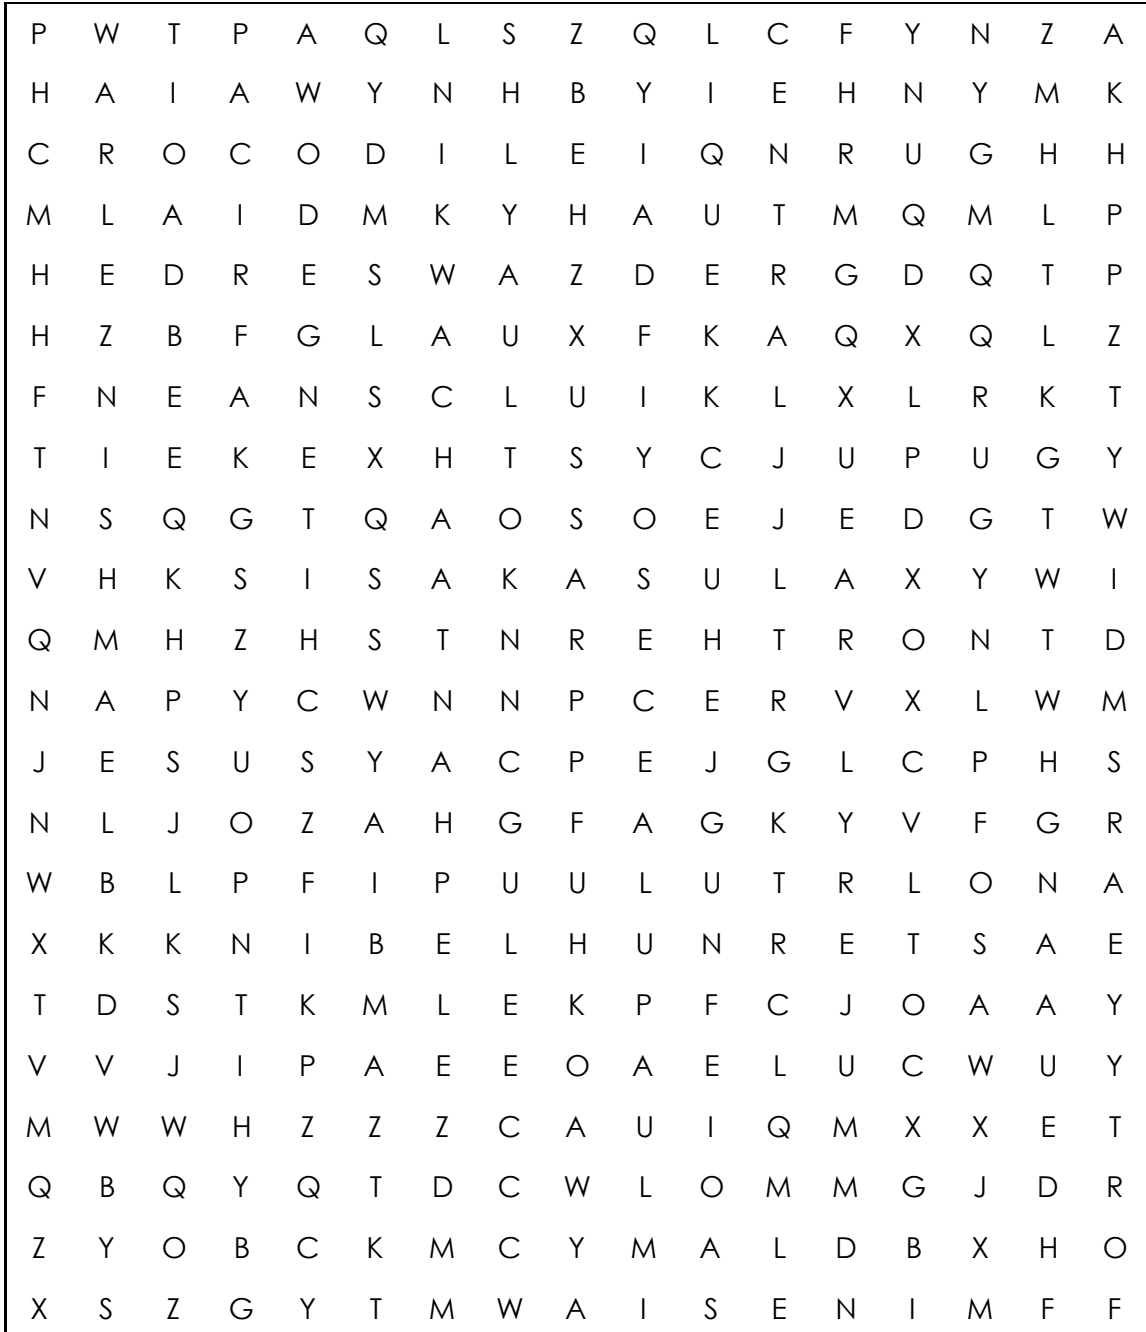 P W T P A Q L S Z Q L C F Y N Z A
H A I A W Y N H B Y I E H N Y M K
C R O C O D I L E I Q N R U G H H
M L A I D M K Y H A U T M Q M L P
H E D R E S W A Z D E R G D Q T P
H Z B F G L A U X F K A Q X Q L Z
F N E A N S C L U I K L X L R K T
T I E K E X H T S Y C J U P U G Y
N S Q G T Q A O S O E J E D G T W
V H K S I S A K A S U L A X Y W I
Q M H Z H S T N R E H T R O N T D
N A P Y C W N N P C E R V X L W M
J E S U S Y A C P E J G L C P H S
N L J O Z A H G F A G K Y V F G R
W B L P F I P U U L U T R L O N A
X K K N I B E L H U N R E T S A E
T D S T K M L E K P F C J O A A Y
V V J I P A E E O A E L U C W U Y
M W W H Z Z Z C A U I Q M X X E T
Q B Q Y Q T D C W L O M M G J D R
Z Y O B C K M C Y M A L D B X H O
X S Z G Y T M W A I S E N I M F F